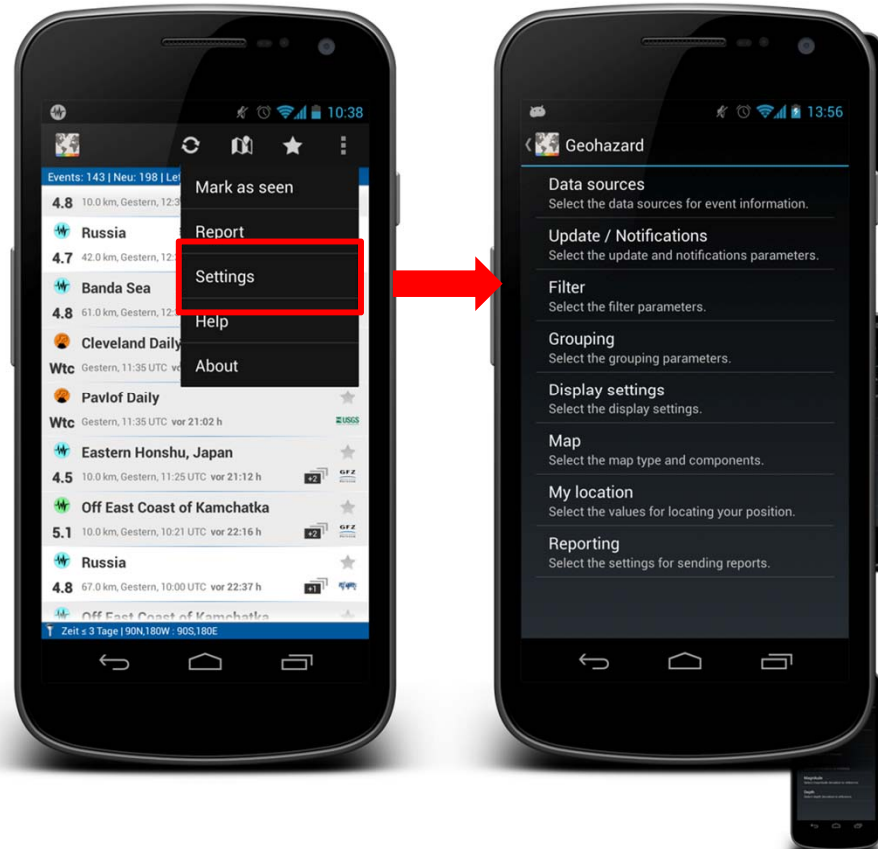 10:38
Events: 143 | Neu: 198 | Let
4.8 10.0 km, Gestern, 12:3
Russia
4.7 42.0 km, Gestern, 12:
Banda Sea
4.8 61.0 km, Gestern, 12:
Cleveland Daily
Wtc Gestern, 11:35 UTC
Pavlof Daily
Wtc Gestern, 11:35 UTC vor 21:02 h USGS
Eastern Honshu, Japan
4.5 10.0 km, Gestern, 11:25 UTC vor 21:12 h +2 GFZ
Off East Coast of Kamchatka
5.1 10.0 km, Gestern, 10:21 UTC vor 22:16 h +2 GFZ
Russia
4.8 67.0 km, Gestern, 10:00 UTC vor 22:37 h +1
Off East Coast of Kamchatka
Zeit ≤ 3 Tage | 90N,180W : 90S,180E
Mark as seen
Report
Settings
Help
About
13:56
Geohazard
Data sources
Select the data sources for event information.
Update / Notifications
Select the update and notifications parameters.
Filter
Select the filter parameters.
Grouping
Select the grouping parameters.
Display settings
Select the display settings.
Map
Select the map type and components.
My location
Select the values for locating your position.
Reporting
Select the settings for sending reports.
Magnitude
Depth